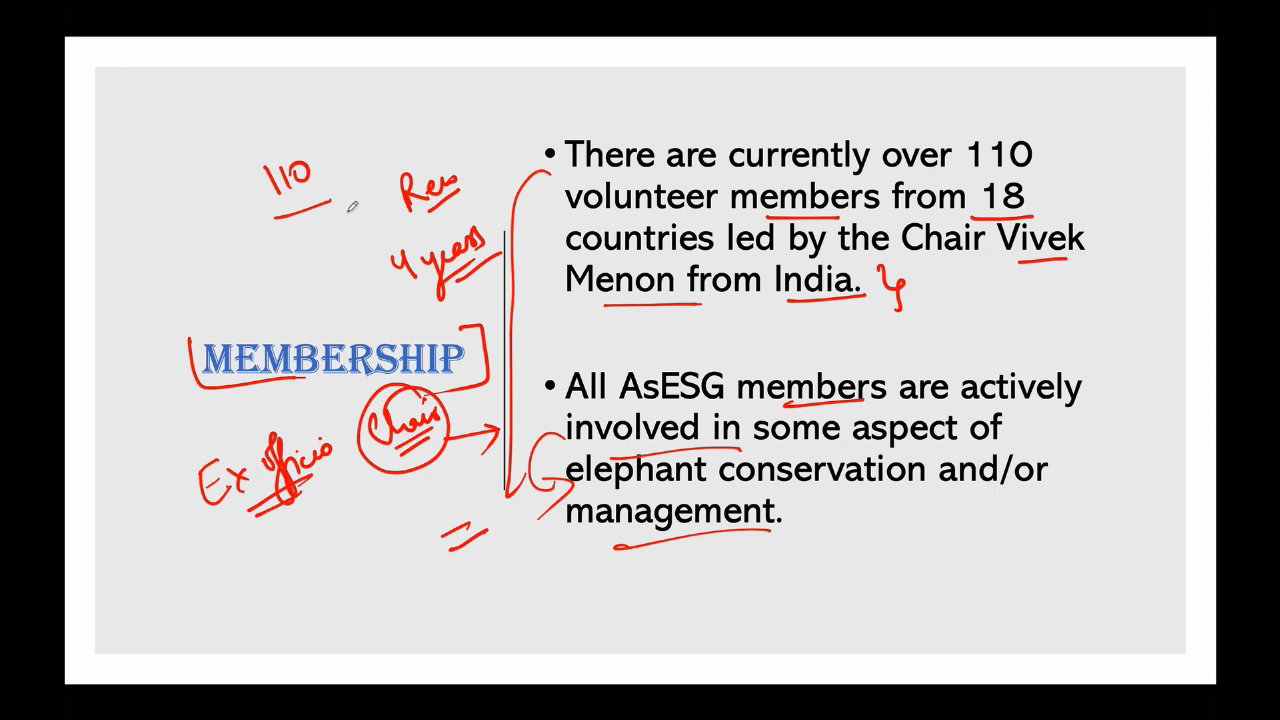 110
Rew
4 years
MEMBERSHIP
Chair
Ex officio
• There are currently over 110
volunteer members from 18
countries led by the Chair Vivek
Menon from India.
• All AsESG members are actively
involved in some aspect of
elephant conservation and/or
management.